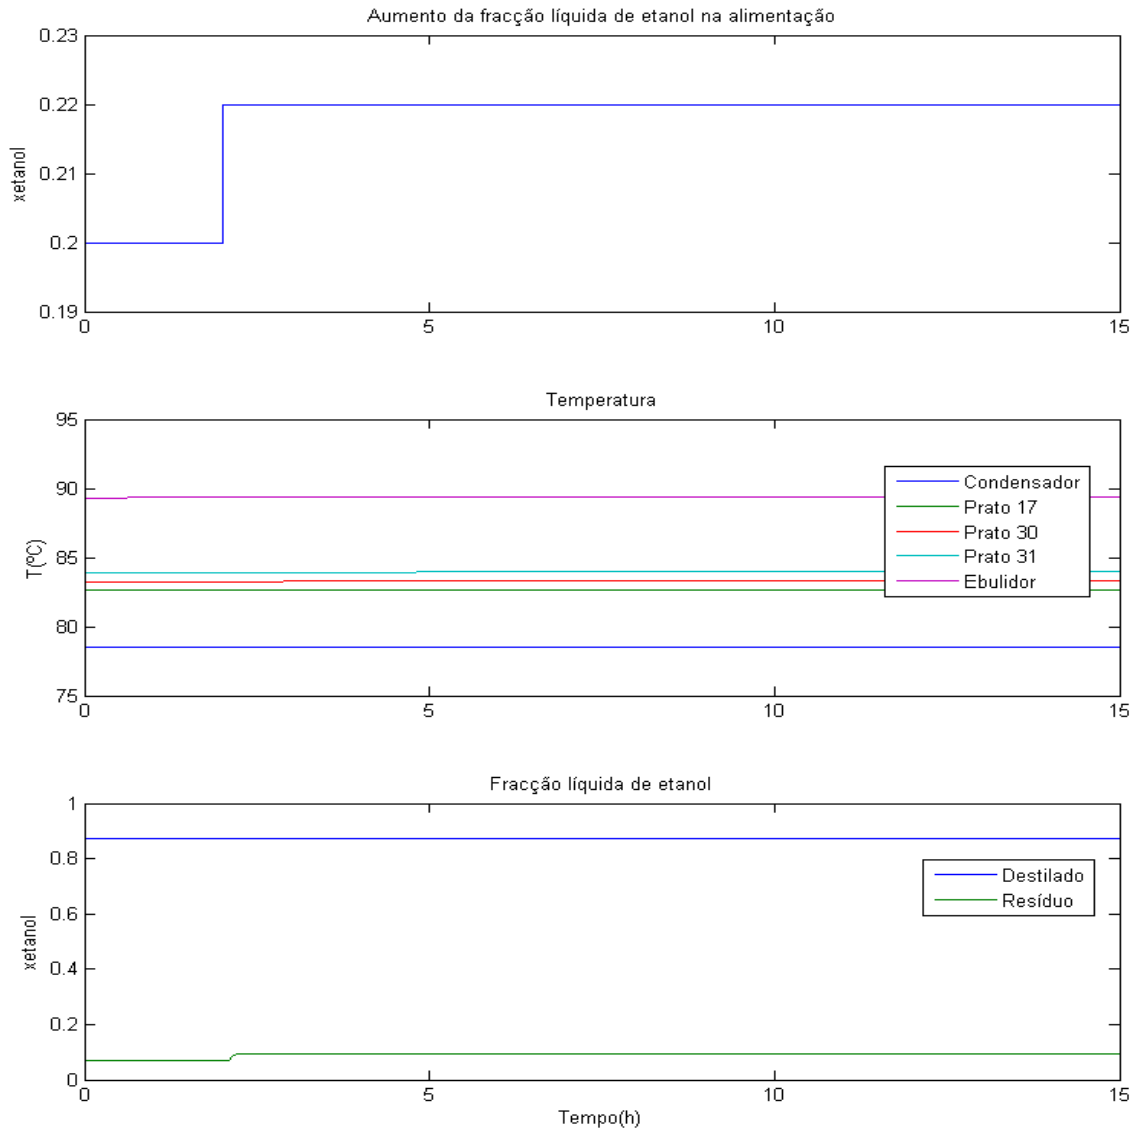 Aumento da fracção líquida de etanol na alimentação
0.23
0.22
0.21
0.2
0.19
xetanol
0 5 10 15
Temperatura
95
90
85
80
75
T(ºC)
Condensador
Prato 17
Prato 30
Prato 31
Ebulidor
0 5 10 15
Fracção líquida de etanol
1
0.8
0.6
0.4
0.2
0
xetanol
Destilado
Resíduo
0 5 10 15
Tempo(h)